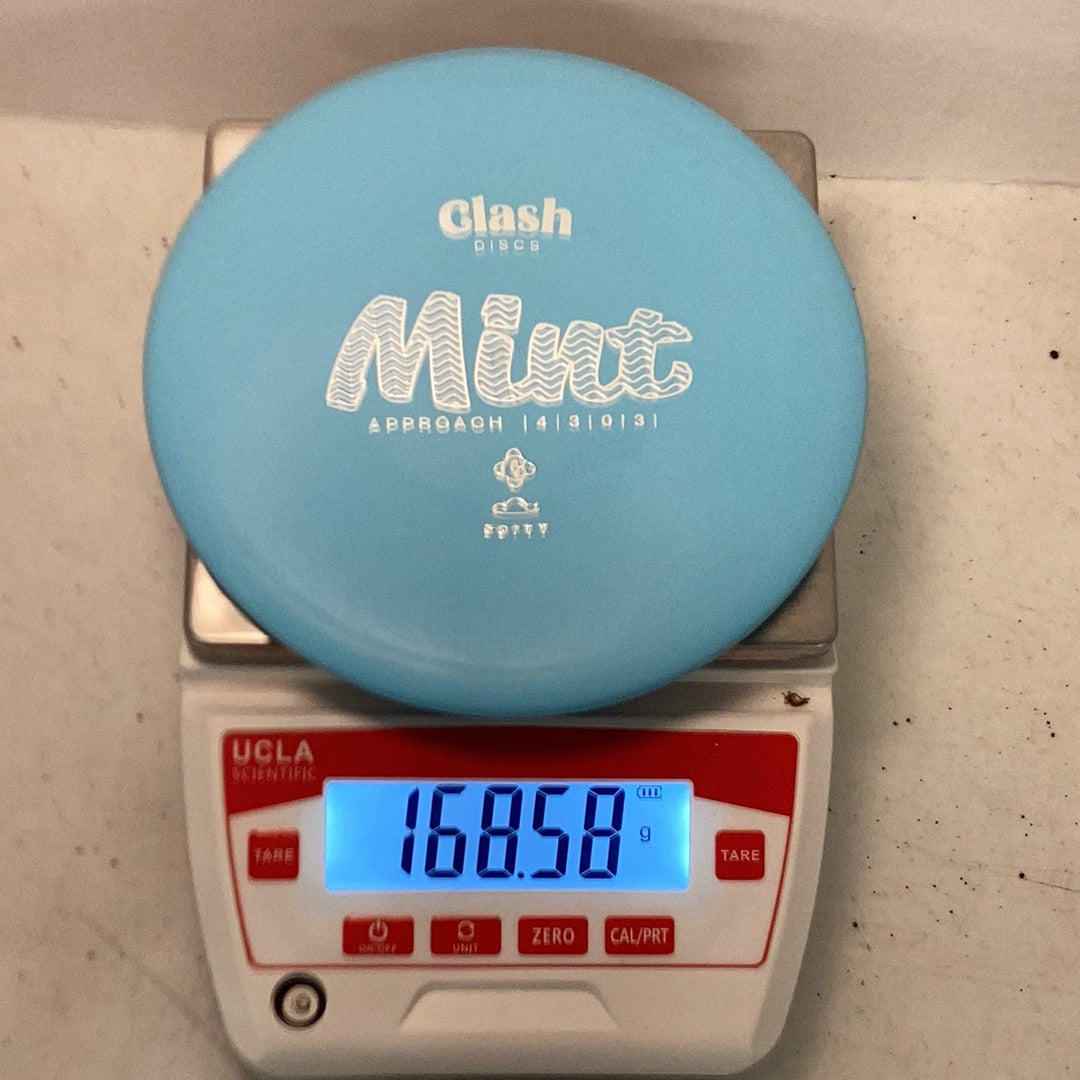 Clash
DISCS
Mint
APPROACH |4|3|0|3|
SOFTY
UCLA
SCIENTIFIC
168.58 g
TARE
TARE
ON/OFF UNIT ZERO CAL/PRT